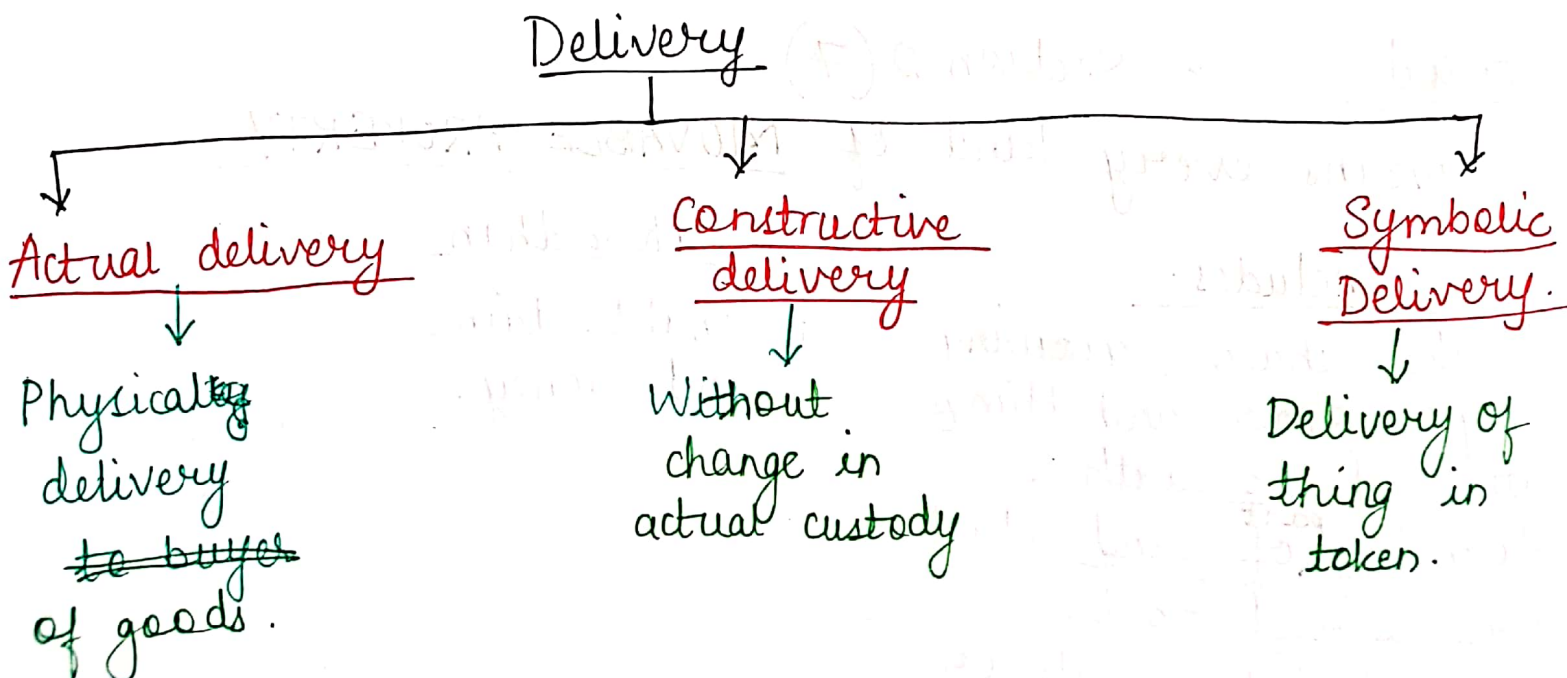 Delivery
Actual delivery
Physical
delivery
of goods.
Constructive
delivery
Without
change in
actual custody
Symbolic
Delivery.
Delivery of
thing in
token.